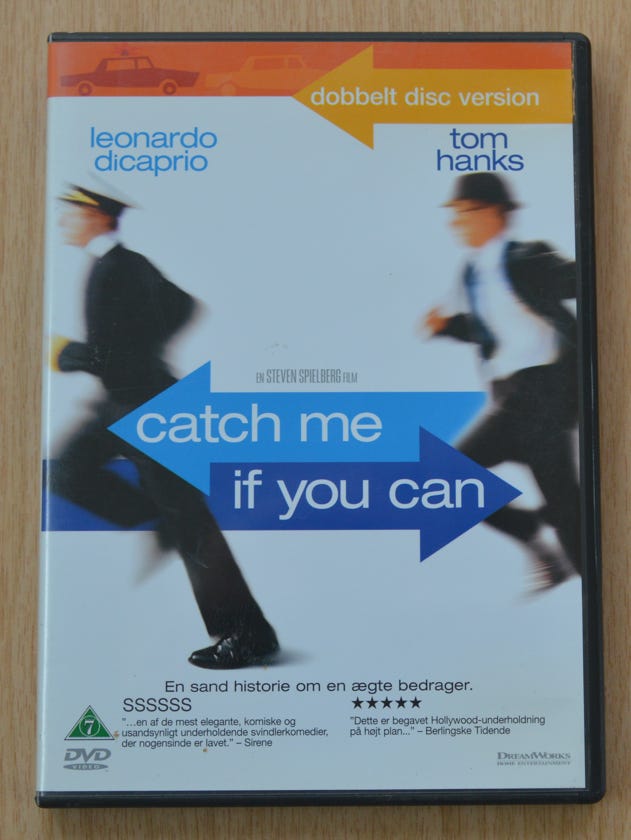 dobbelt disc version
leonardo
dicaprio
tom
hanks
EN STEVEN SPIELBERG FILM
catch me
if you can
En sand historie om en ægte bedrager.
SSSSSS
"...en af de mest elegante, komiske og
usandsynligt underholdende svindlerkomedier,
der nogensinde er lavet." – Sirene
★★★★★
"Dette er begavet Hollywood-underholdning
på højt plan..." – Berlingske Tidende
7
DVD
VIDEO
DREAMWORKS
HOME ENTERTAINMENT